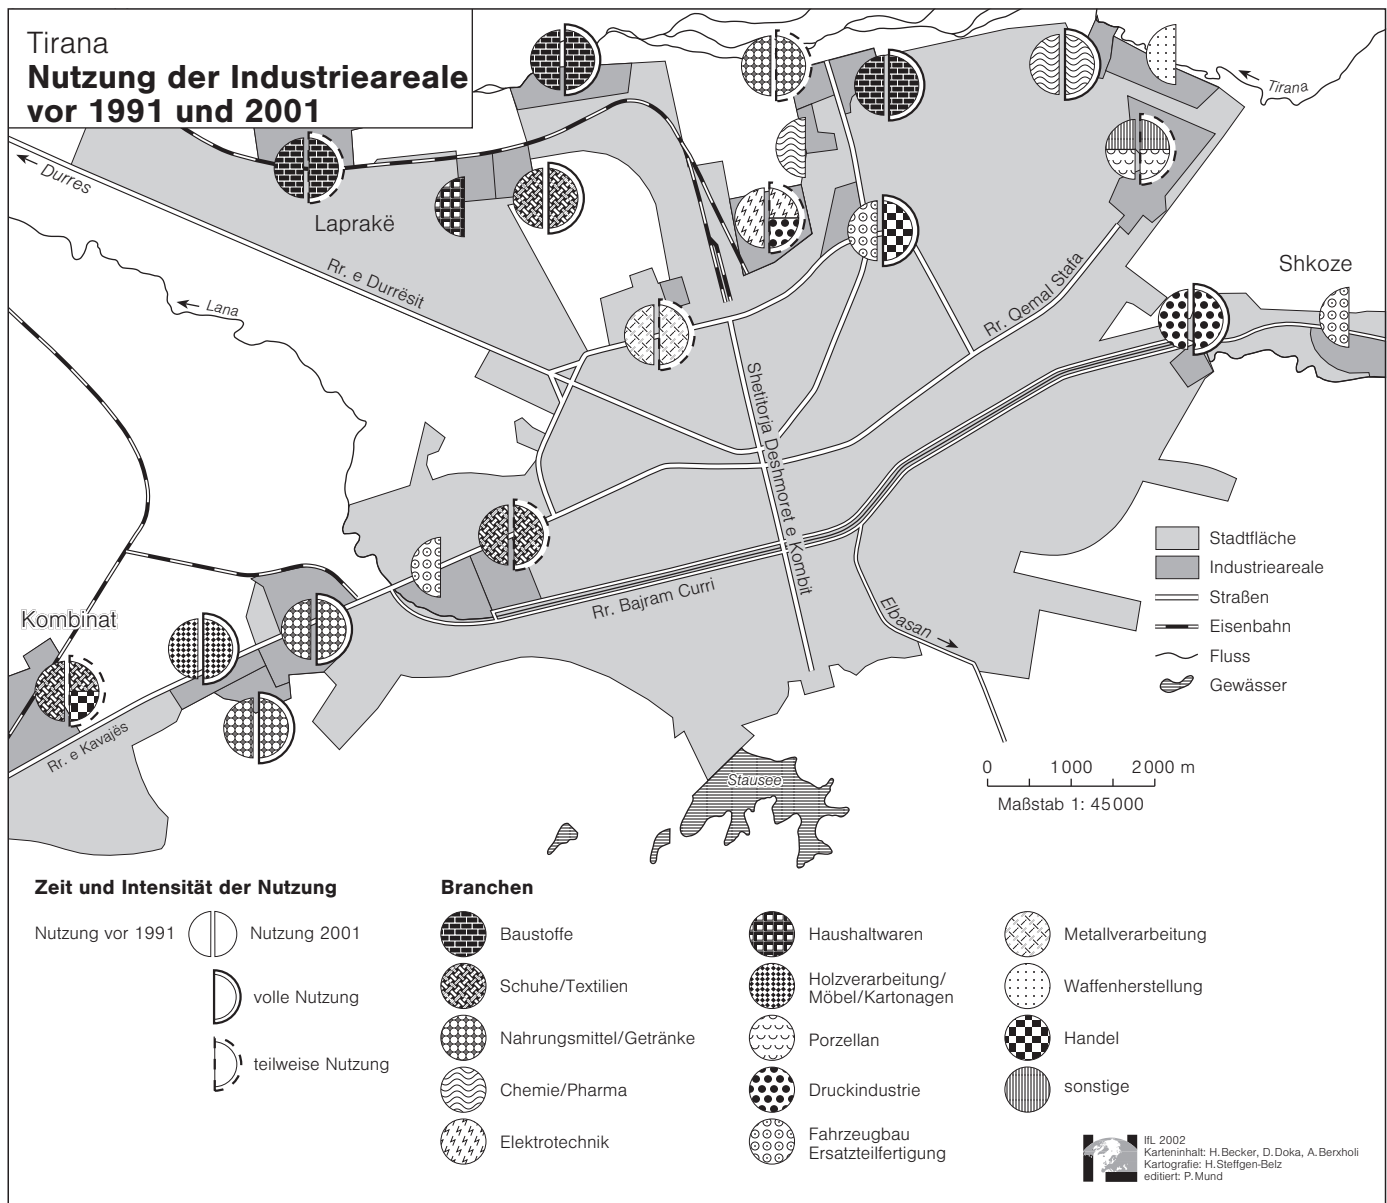 Tirana
Nutzung der Industrieareale
vor 1991 und 2001
Tirana
Durres
Laprakë
Shkoze
Rr. e Durrësit
Lana
Rr. Qemal Stafa
Shetitorja Deshmoret e Kombit
Stadtfläche
Industrieareale
Straßen
Eisenbahn
Fluss
Gewässer
Rr. Bajram Curri
Elbasan
Kombinat
Rr. e Kavajës
Stausee
0 1000 2000 m
Maßstab 1: 45000
Zeit und Intensität der Nutzung
Nutzung vor 1991
Nutzung 2001
volle Nutzung
teilweise Nutzung
Branchen
Baustoffe
Schuhe/Textilien
Nahrungsmittel/Getränke
Chemie/Pharma
Elektrotechnik
Haushaltwaren
Holzverarbeitung/
Möbel/Kartonagen
Porzellan
Druckindustrie
Fahrzeugbau
Ersatzteilfertigung
Metallverarbeitung
Waffenherstellung
Handel
sonstige
IfL 2002
Karteninhalt: H.Becker, D.Doka, A.Berxholi
Kartografie: H.Steffgen-Belz
editiert: P.Mund